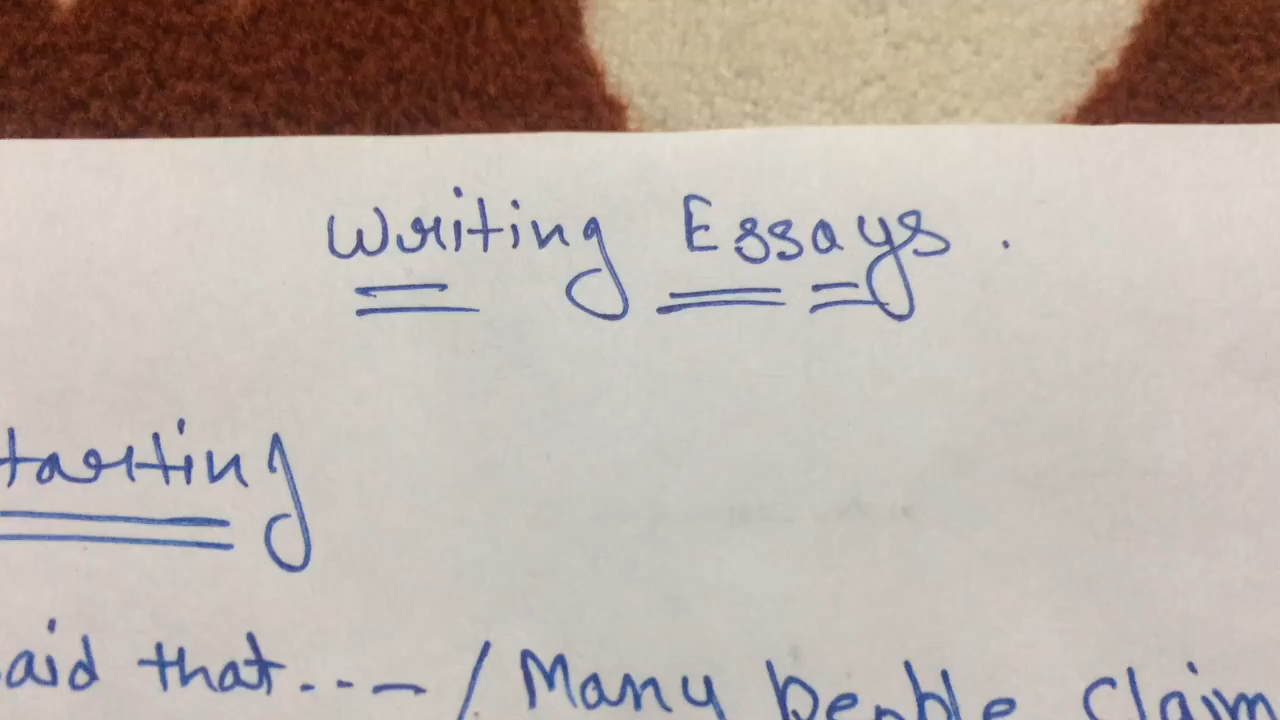 Writing Essays.
tarting
aid that...- / Many people claim